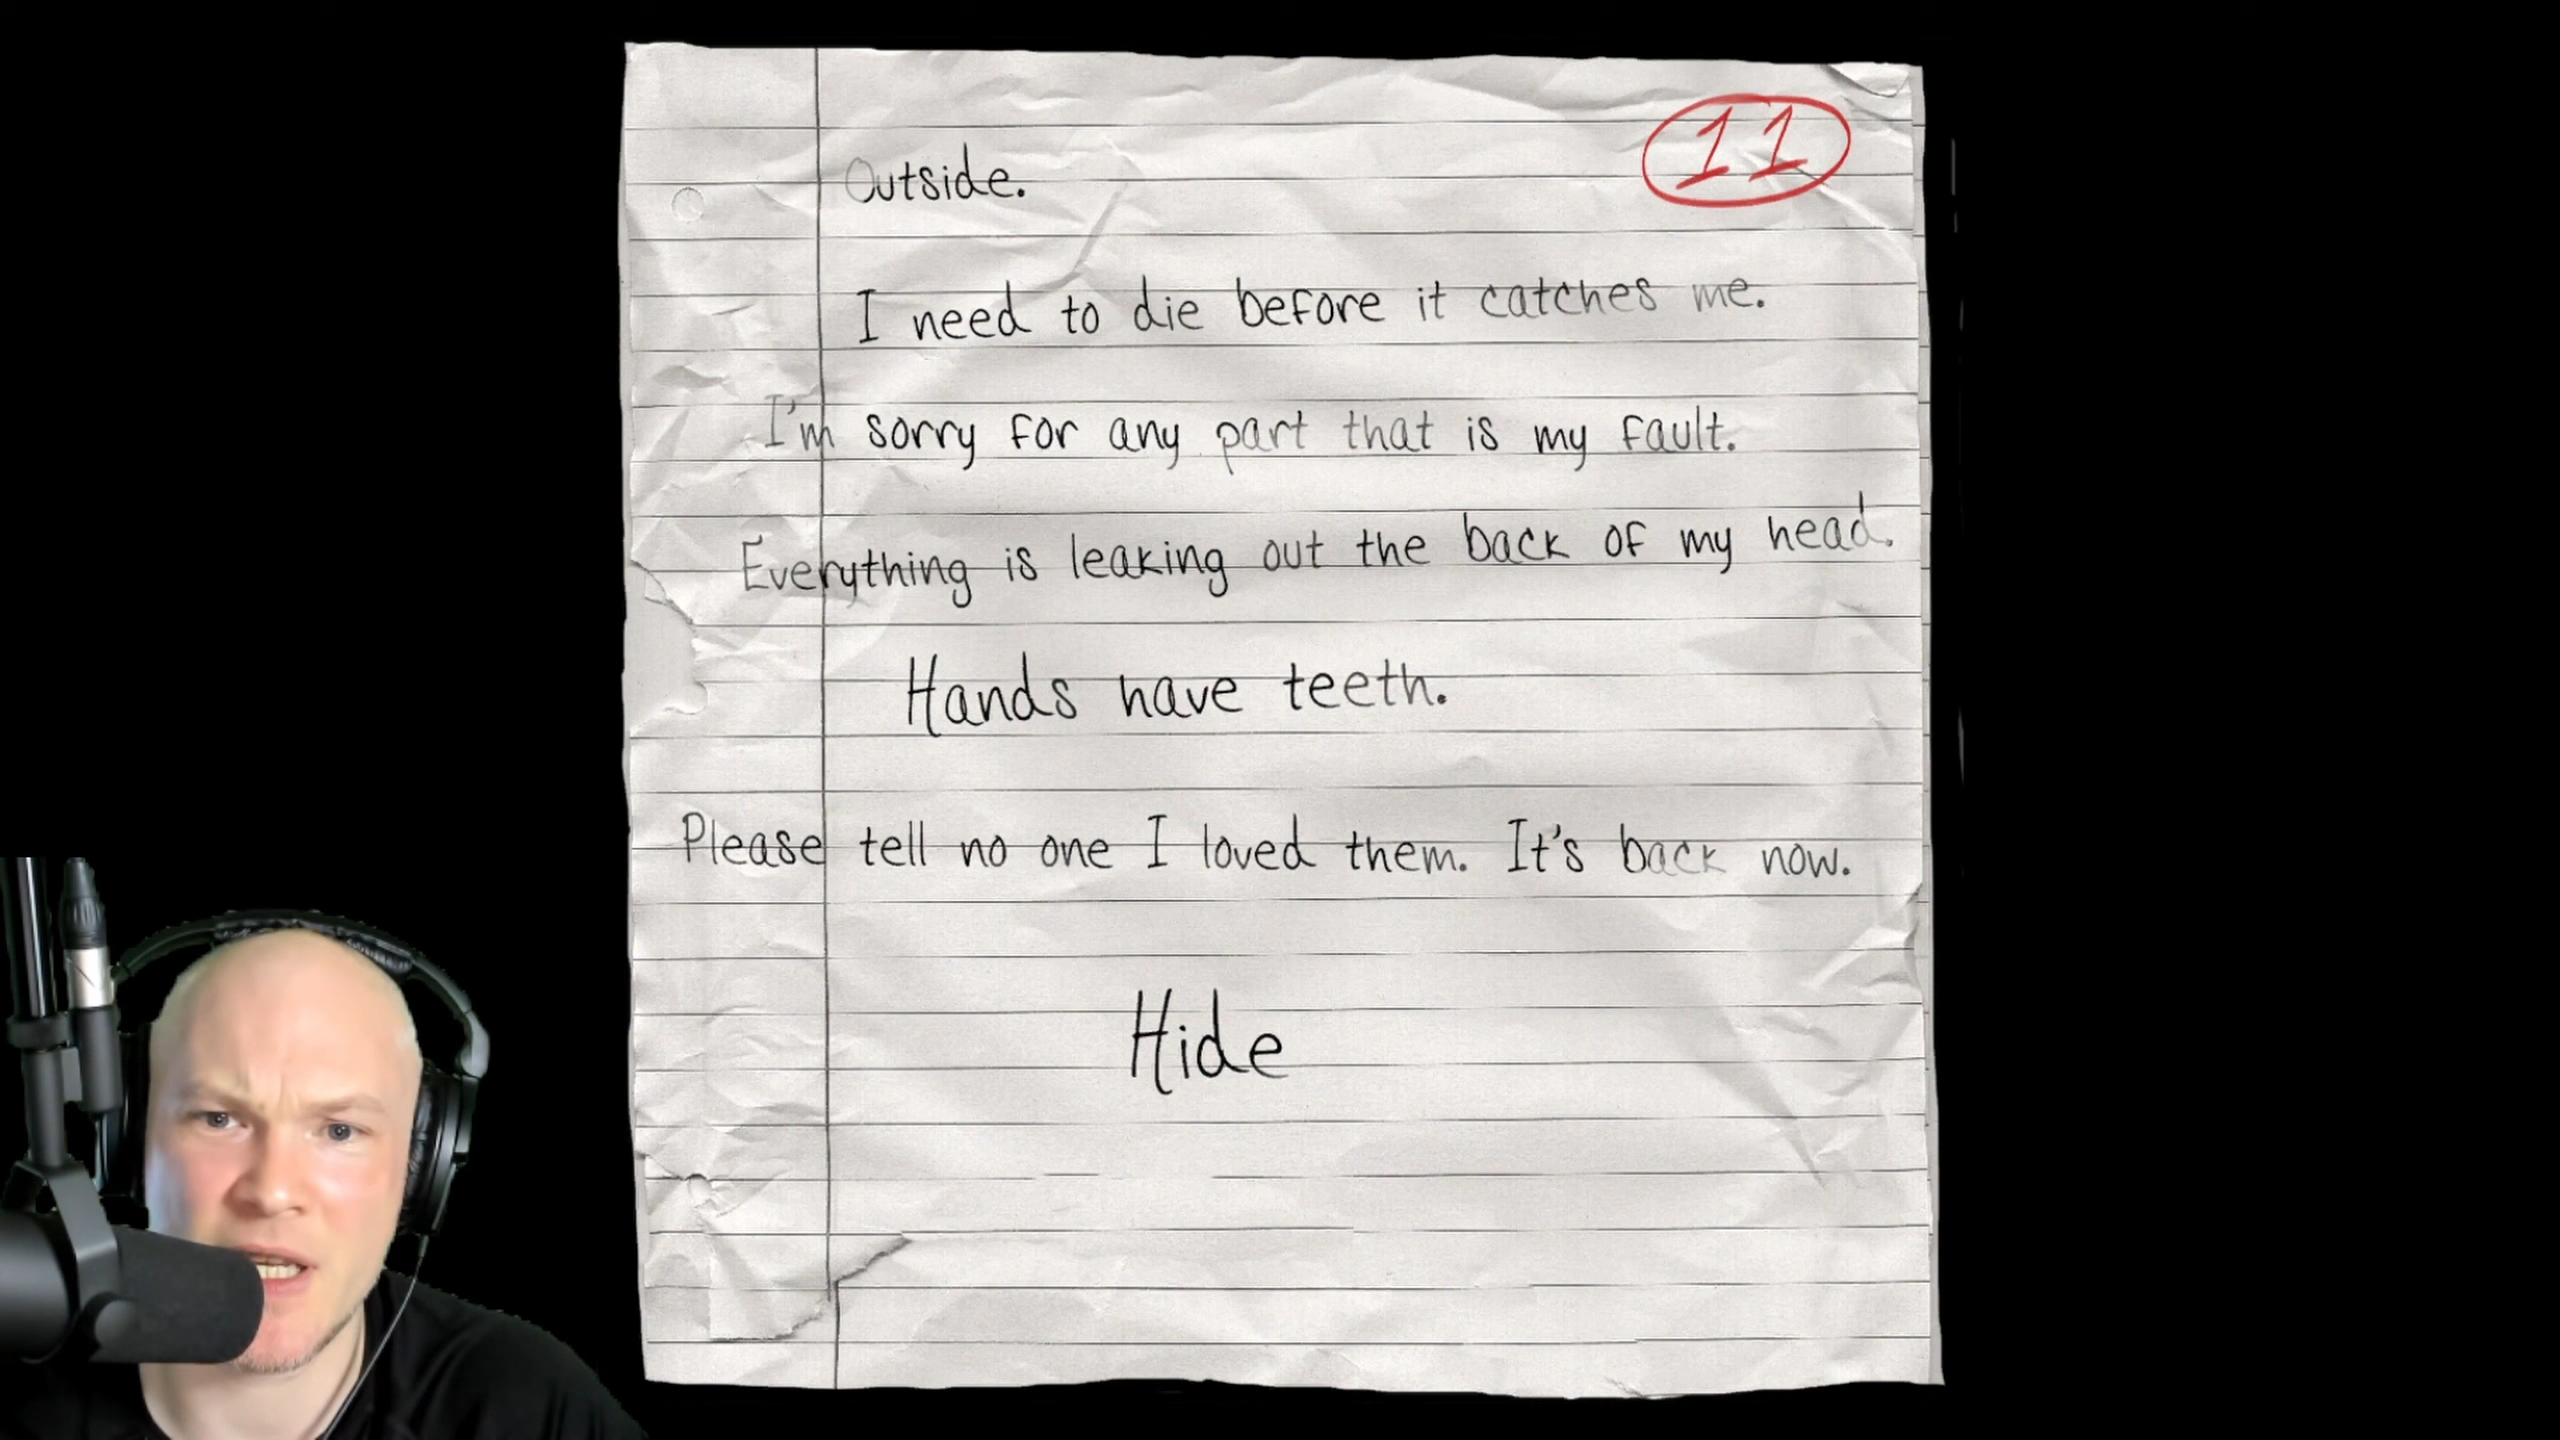 11
Outside.
I need to die before it catches me.
I'm sorry for any part that is my fault.
Everything is leaking out the back of my head.
Hands have teeth.
Please tell no one I loved them. It's back now.
Hide